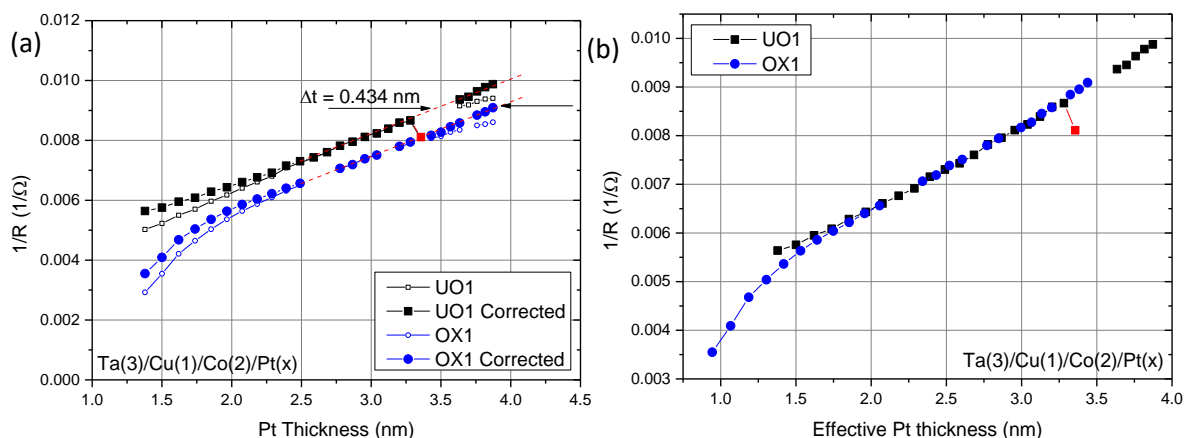 (a)
0.012
0.010
0.008
0.006
0.004
0.002
0.000
1/R (1/Ω)
Δt = 0.434 nm
UO1
UO1 Corrected
OX1
OX1 Corrected
Ta(3)/Cu(1)/Co(2)/Pt(x)
1.0 1.5 2.0 2.5 3.0 3.5 4.0 4.5
Pt Thickness (nm)
(b)
0.010
0.009
0.008
0.007
0.006
0.005
0.004
0.003
1/R (1/Ω)
UO1
OX1
Ta(3)/Cu(1)/Co(2)/Pt(x)
1.0 1.5 2.0 2.5 3.0 3.5 4.0
Effective Pt thickness (nm)